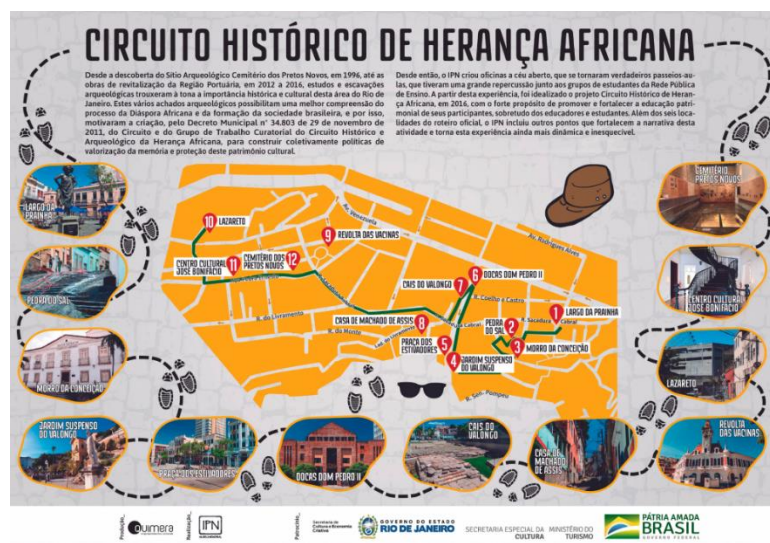 CIRCUITO HISTÓRICO DE HERANÇA AFRICANA
Desde a descoberta do Sítio Arqueológico Cemitério dos Pretos Novos, em 1996, até as
obras de revitalização da Região Portuária, em 2012 a 2016, estudos e escavações
arqueológicas trouxeram à tona a importância histórica e cultural desta área do Rio de
Janeiro. Estes vários achados arqueológicos possibilitam uma melhor compreensão do
processo da Diáspora Africana e da formação da sociedade brasileira, e por isso,
motivaram a criação, pelo Decreto Municipal nº 34.803 de 29 de novembro de
2011, do Circuito e do Grupo de Trabalho Curatorial do Circuito Histórico e
Arqueológico da Herança Africana, para construir coletivamente políticas de
valorização da memória e proteção deste patrimônio cultural.
Desde então, o IPN criou oficinas a céu aberto, que se tornaram verdadeiros passeios-au-
las, que tiveram uma grande repercussão junto aos grupos de estudantes da Rede Pública
de Ensino. A partir desta experiência, foi idealizado o projeto Circuito Histórico de Heran-
ça Africana, em 2016, com o forte propósito de promover e fortalecer a educação patri-
monial de seus participantes, sobretudo dos educadores e estudantes. Além dos seis loca-
lidades do roteiro oficial, o IPN incluiu outros pontos que fortalecem a narrativa desta
atividade e torna esta experiência ainda mais dinâmica e inesquecível.
LARGO DA
PRAINHA
PEDRA DO SAL
MORRO DA CONCEIÇÃO
JARDIM SUSPENSO
DO VALONGO
PRAÇA DOS ESTIVADORES
DOCAS DOM PEDRO II
CAIS DO
VALONGO
CASA DE
MACHADO
DE ASSIS
REVOLTA
DAS VACINAS
LAZARETO
CENTRO CULTURAL
JOSÉ BONIFÁCIO
CEMITÉRIO
PRETOS NOVOS
10 LAZARETO
9 REVOLTA DAS VACINAS
Av. Venezuela
Av. Rodrigues Alves
CENTRO CULTURAL
JOSÉ BONIFÁCIO 11
CEMITÉRIO DOS
PRETOS NOVOS 12
6 DOCAS DOM PEDRO II
CAIS DO VALONGO 7
R. Coelho e Castro
1 LARGO DA PRAINHA
R. Sacadura Cabral
PEDRA
DO SAL 2
3 MORRO DA CONCEIÇÃO
R. do Livramento
R. do Monte
CASA DE MACHADO DE ASSIS 8
PRAÇA DOS
ESTIVADORES 5
4 JARDIM SUSPENSO
DO VALONGO
R. Sen. Pompeu
Produção_
Quimera
Realização_
IPN
Patrocínio_
Secretaria de
Cultura e Economia
Criativa
GOVERNO DO ESTADO
RIO DE JANEIRO
SECRETARIA ESPECIAL DA
CULTURA
MINISTÉRIO DO
TURISMO
PÁTRIA AMADA
BRASIL
GOVERNO FEDERAL